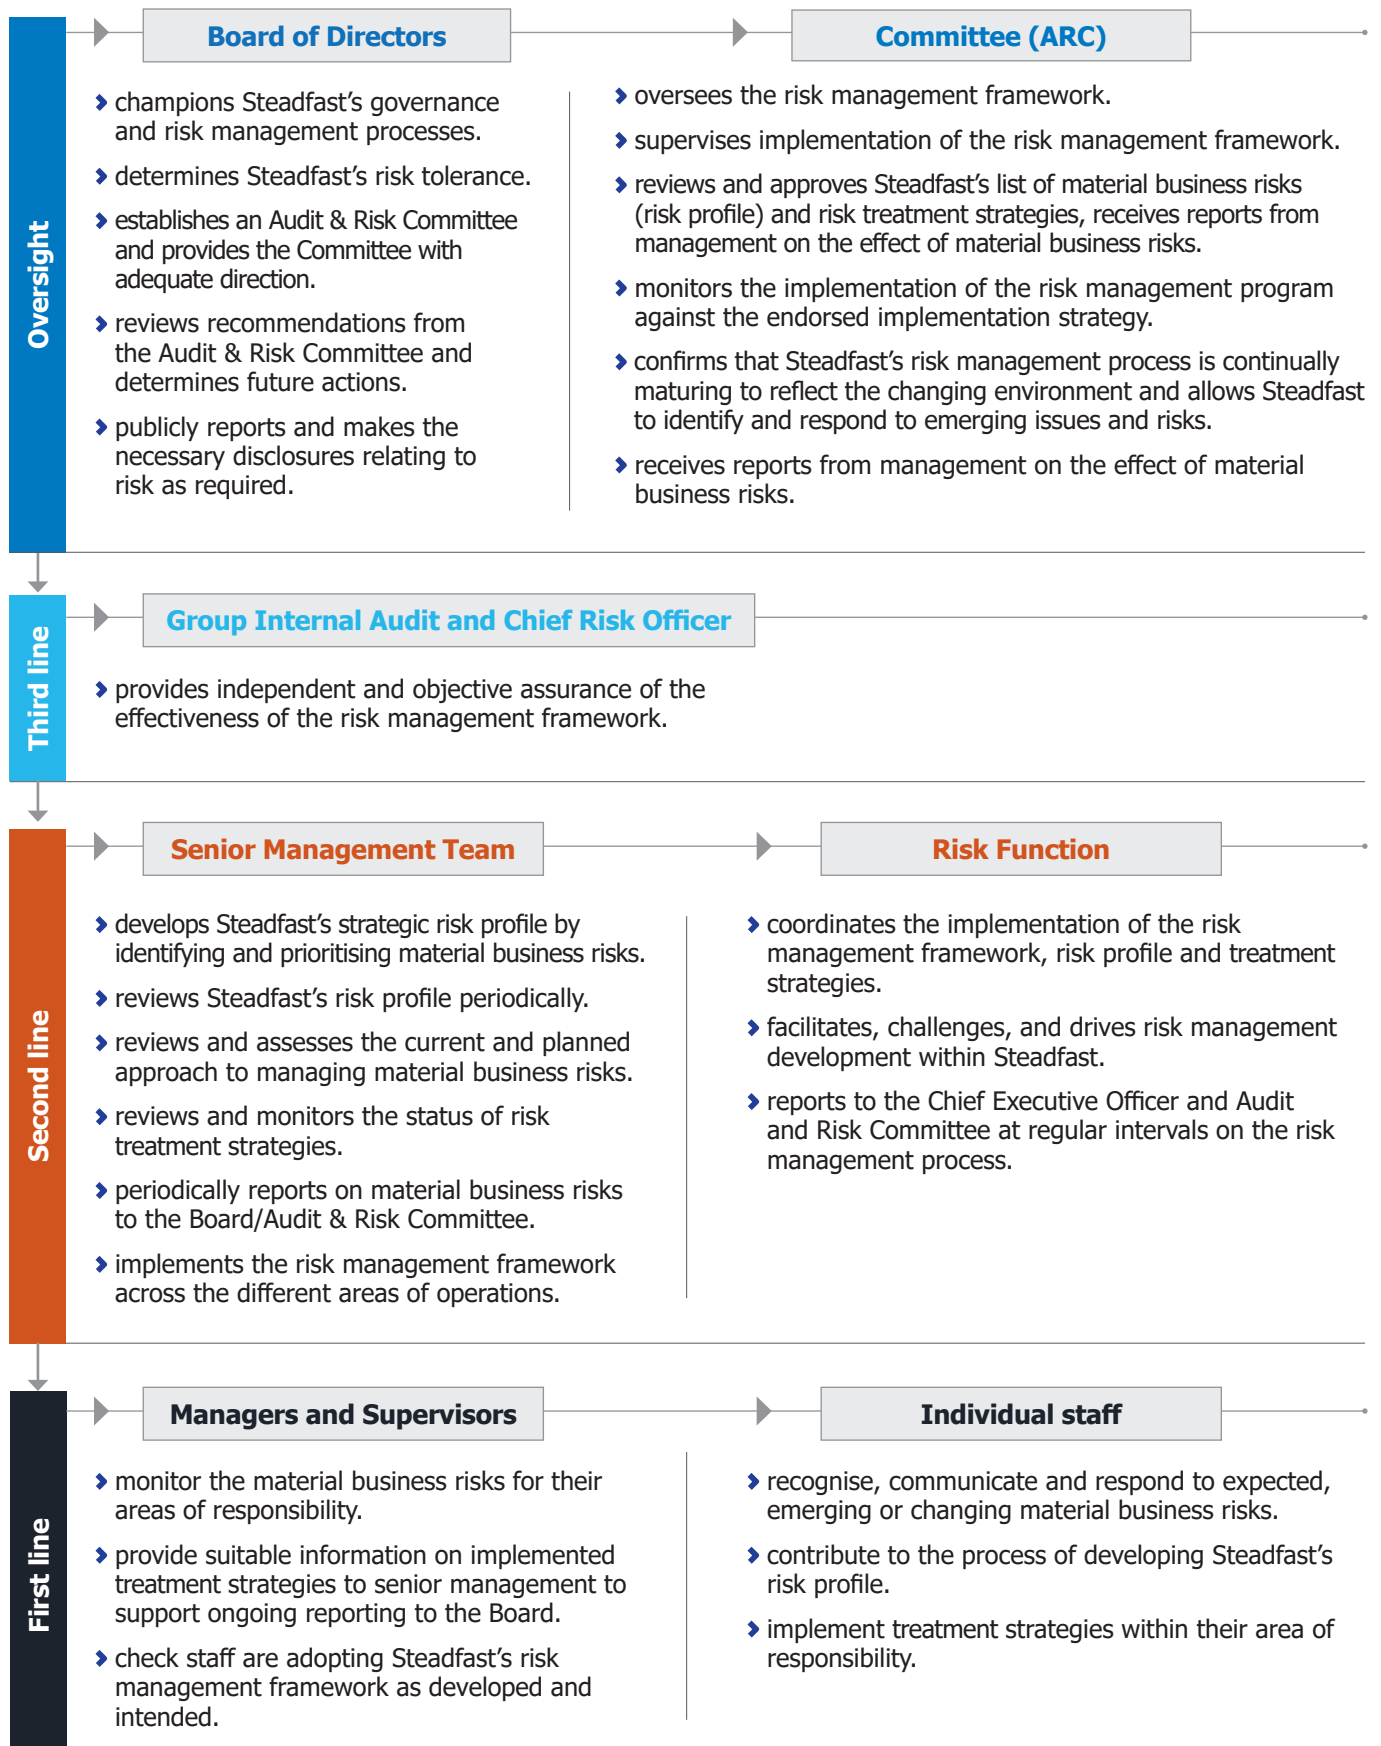 Oversight
Board of Directors
champions Steadfast's governance
and risk management processes.
determines Steadfast's risk tolerance.
establishes an Audit & Risk Committee
and provides the Committee with
adequate direction.
reviews recommendations from
the Audit & Risk Committee and
determines future actions.
publicly reports and makes the
necessary disclosures relating to
risk as required.
Committee (ARC)
oversees the risk management framework.
supervises implementation of the risk management framework.
reviews and approves Steadfast's list of material business risks
(risk profile) and risk treatment strategies, receives reports from
management on the effect of material business risks.
monitors the implementation of the risk management program
against the endorsed implementation strategy.
confirms that Steadfast's risk management process is continually
maturing to reflect the changing environment and allows Steadfast
to identify and respond to emerging issues and risks.
receives reports from management on the effect of material
business risks.
Third line
Group Internal Audit and Chief Risk Officer
provides independent and objective assurance of the
effectiveness of the risk management framework.
Second line
Senior Management Team
develops Steadfast's strategic risk profile by
identifying and prioritising material business risks.
reviews Steadfast's risk profile periodically.
reviews and assesses the current and planned
approach to managing material business risks.
reviews and monitors the status of risk
treatment strategies.
periodically reports on material business risks
to the Board/Audit & Risk Committee.
implements the risk management framework
across the different areas of operations.
Risk Function
coordinates the implementation of the risk
management framework, risk profile and treatment
strategies.
facilitates, challenges, and drives risk management
development within Steadfast.
reports to the Chief Executive Officer and Audit
and Risk Committee at regular intervals on the risk
management process.
First line
Managers and Supervisors
monitor the material business risks for their
areas of responsibility.
provide suitable information on implemented
treatment strategies to senior management to
support ongoing reporting to the Board.
check staff are adopting Steadfast's risk
management framework as developed and
intended.
Individual staff
recognise, communicate and respond to expected,
emerging or changing material business risks.
contribute to the process of developing Steadfast's
risk profile.
implement treatment strategies within their area of
responsibility.